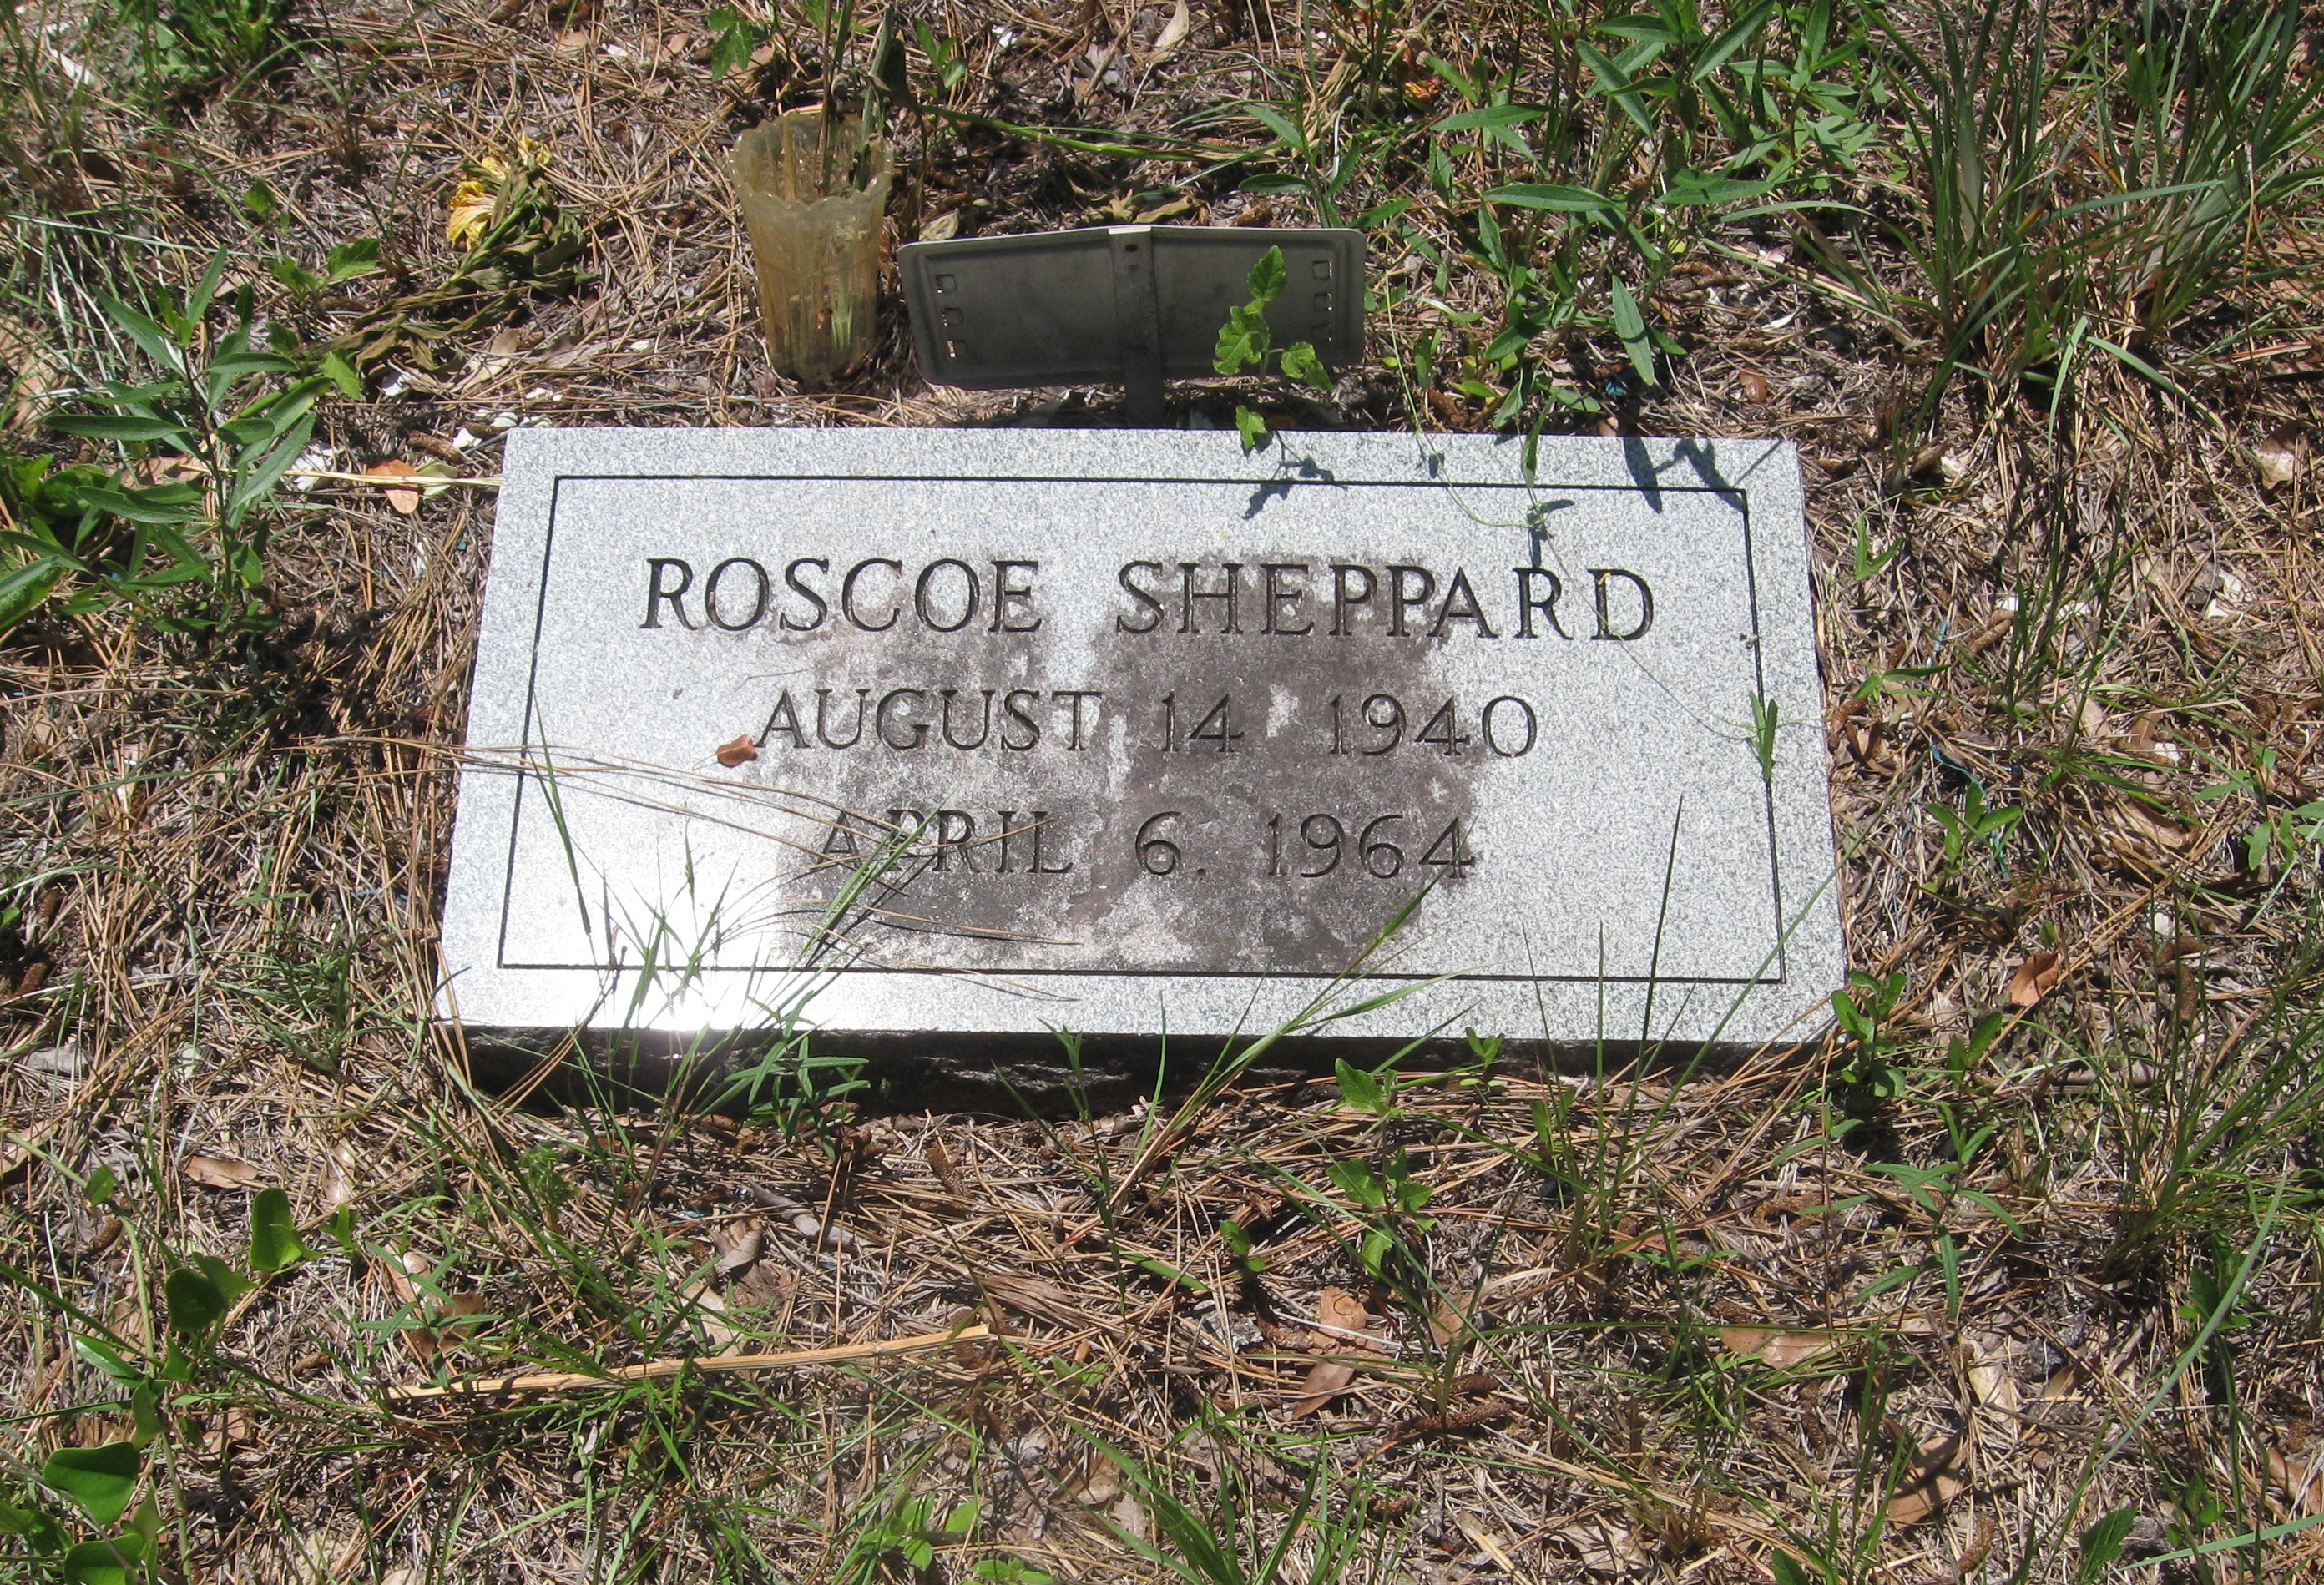 ROSCOE SHEPPARD
AUGUST 14 1940
APRIL 6. 1964